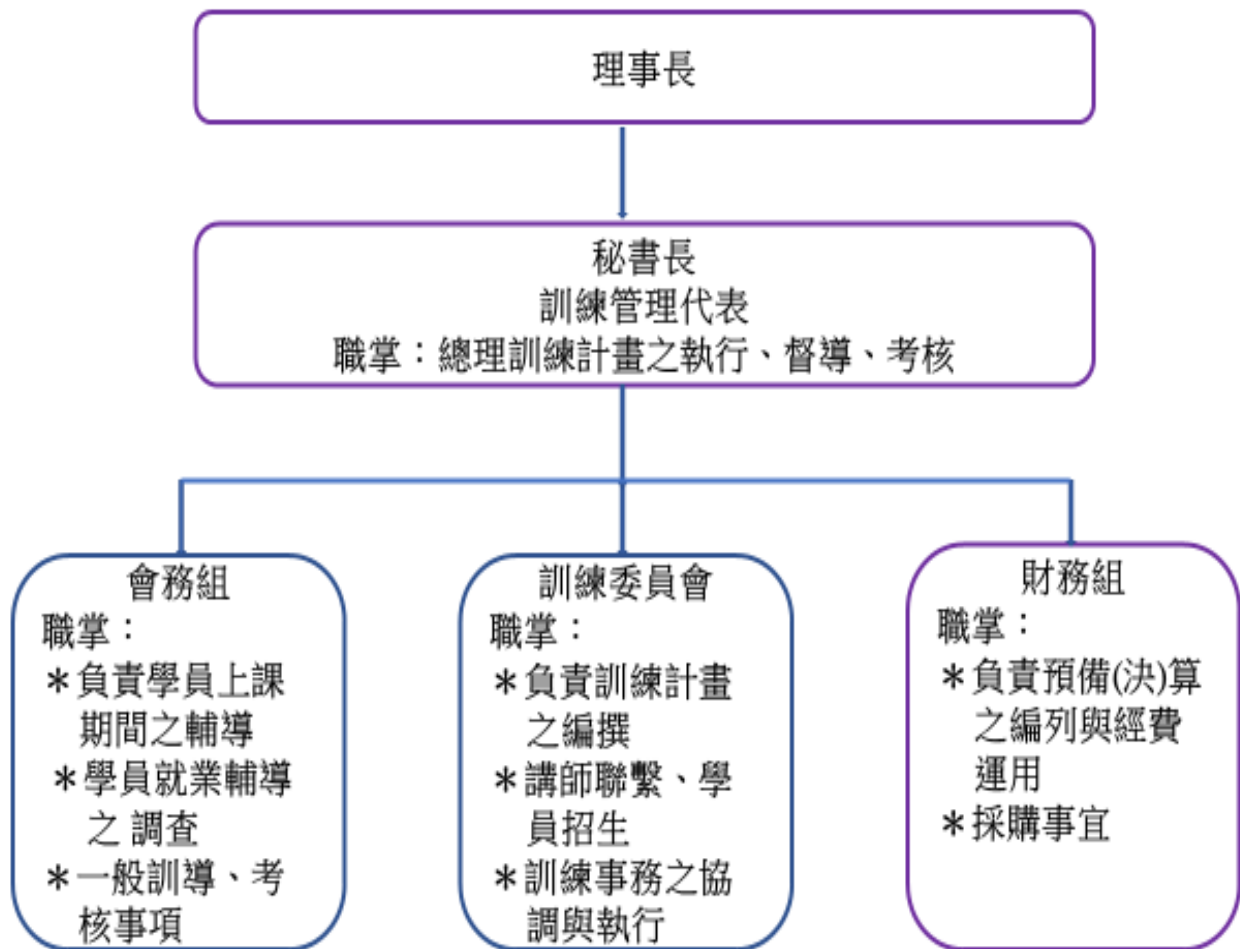 理事長
秘書長
訓練管理代表
職掌：總理訓練計畫之執行、督導、考核
會務組
職掌：
＊負責學員上課
期間之輔導
＊學員就業輔導
之 調查
＊一般訓導、考
核事項
訓練委員會
職掌：
＊負責訓練計畫
之編撰
＊講師聯繫、學
員招生
＊訓練事務之協
調與執行
財務組
職掌：
＊負責預備(決)算
之編列與經費
運用
＊採購事宜